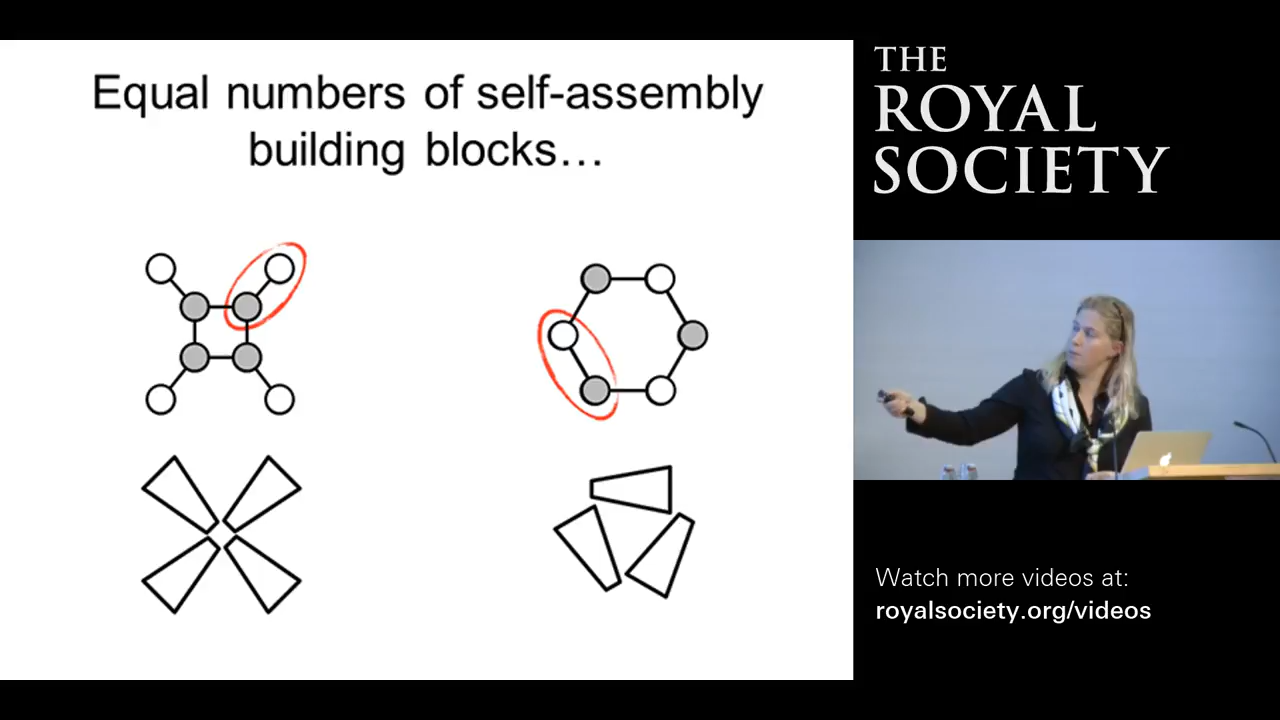 Equal numbers of self-assembly
building blocks…
THE
ROYAL
SOCIETY
Watch more videos at:
royalsociety.org/videos